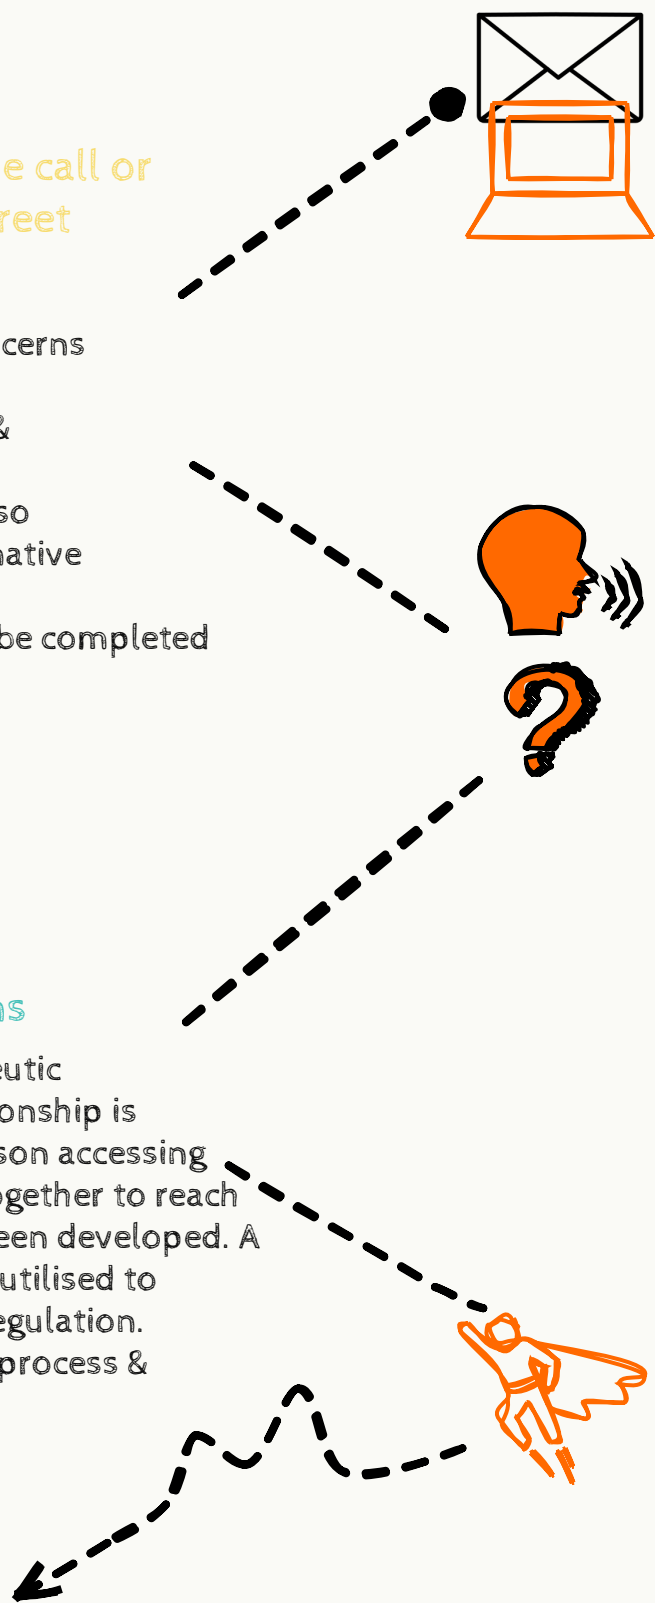 e call or
reet
cerns
&
so
native
be completed
ns
eutic
onship is
son accessing
ogether to reach
een developed. A
utilised to
egulation.
process &